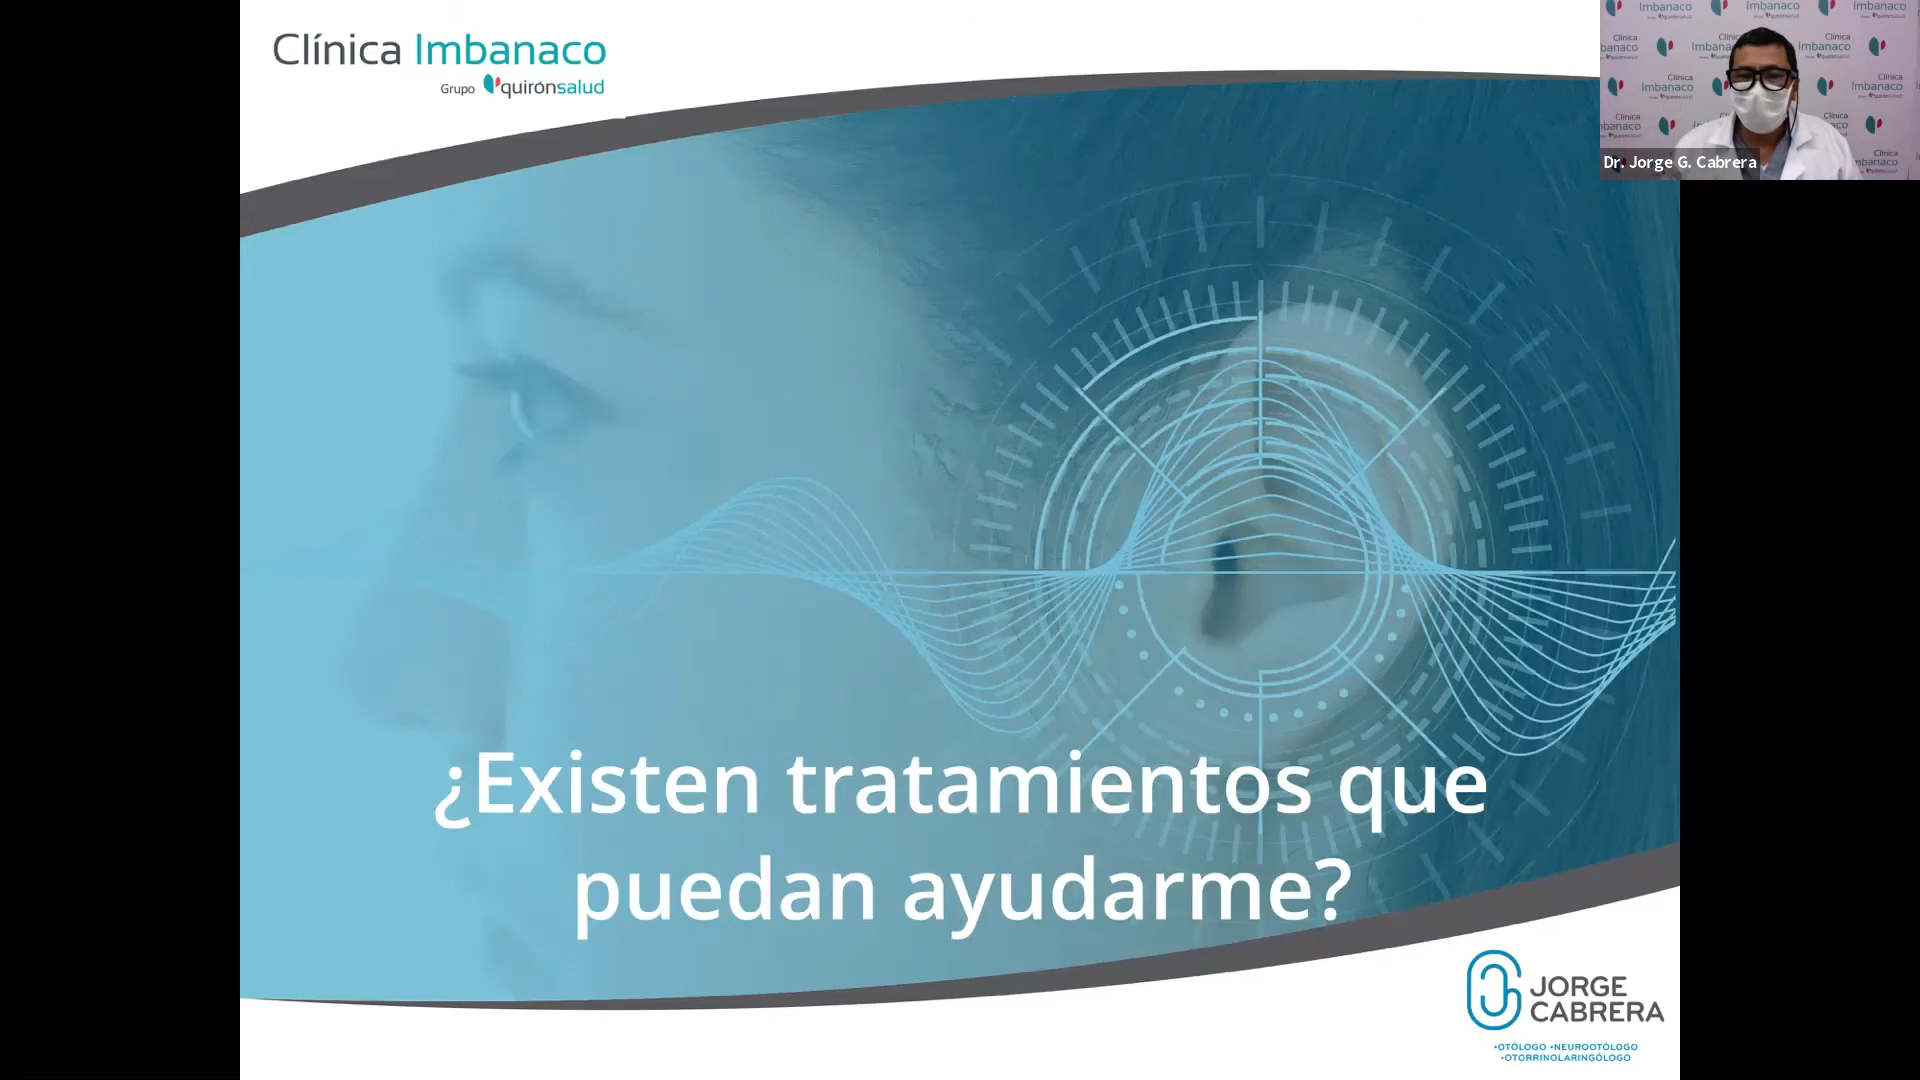 Clínica Imbanaco
Grupo quirónsalud
Dr. Jorge G. Cabrera
¿Existen tratamientos que
puedan ayudarme?
JORGE
CABRERA
•OTÓLOGO •NEUROOTÓLOGO
•OTORRINOLARINGÓLOGO